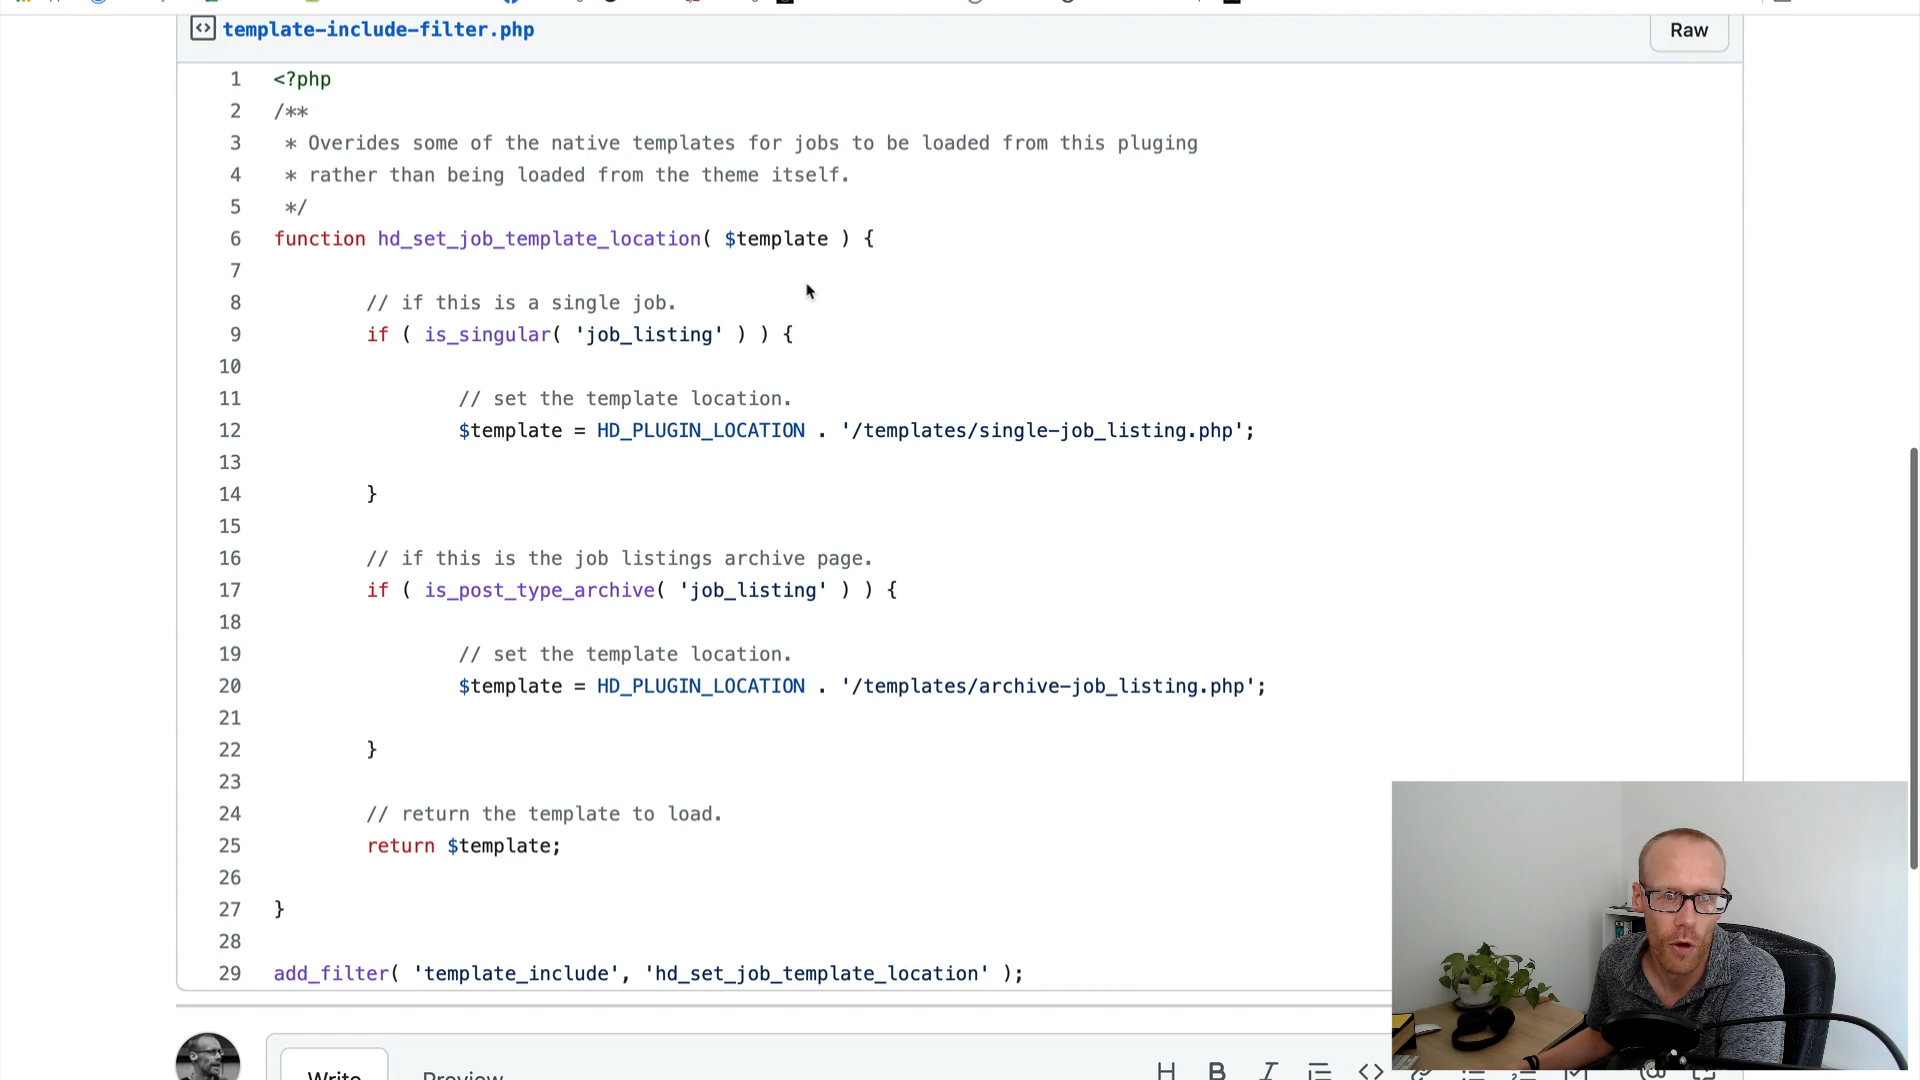 template-include-filter.php
Raw
1 <?php
2 /**
3 * Overides some of the native templates for jobs to be loaded from this pluging
4 * rather than being loaded from the theme itself.
5 */
6 function hd_set_job_template_location( $template ) {
7
8 // if this is a single job.
9 if ( is_singular( 'job_listing' ) ) {
10
11 // set the template location.
12 $template = HD_PLUGIN_LOCATION . '/templates/single-job_listing.php';
13
14 }
15
16 // if this is the job listings archive page.
17 if ( is_post_type_archive( 'job_listing' ) ) {
18
19 // set the template location.
20 $template = HD_PLUGIN_LOCATION . '/templates/archive-job_listing.php';
21
22 }
23
24 // return the template to load.
25 return $template;
26
27 }
28
29 add_filter( 'template_include', 'hd_set_job_template_location' );
Write Preview H B I